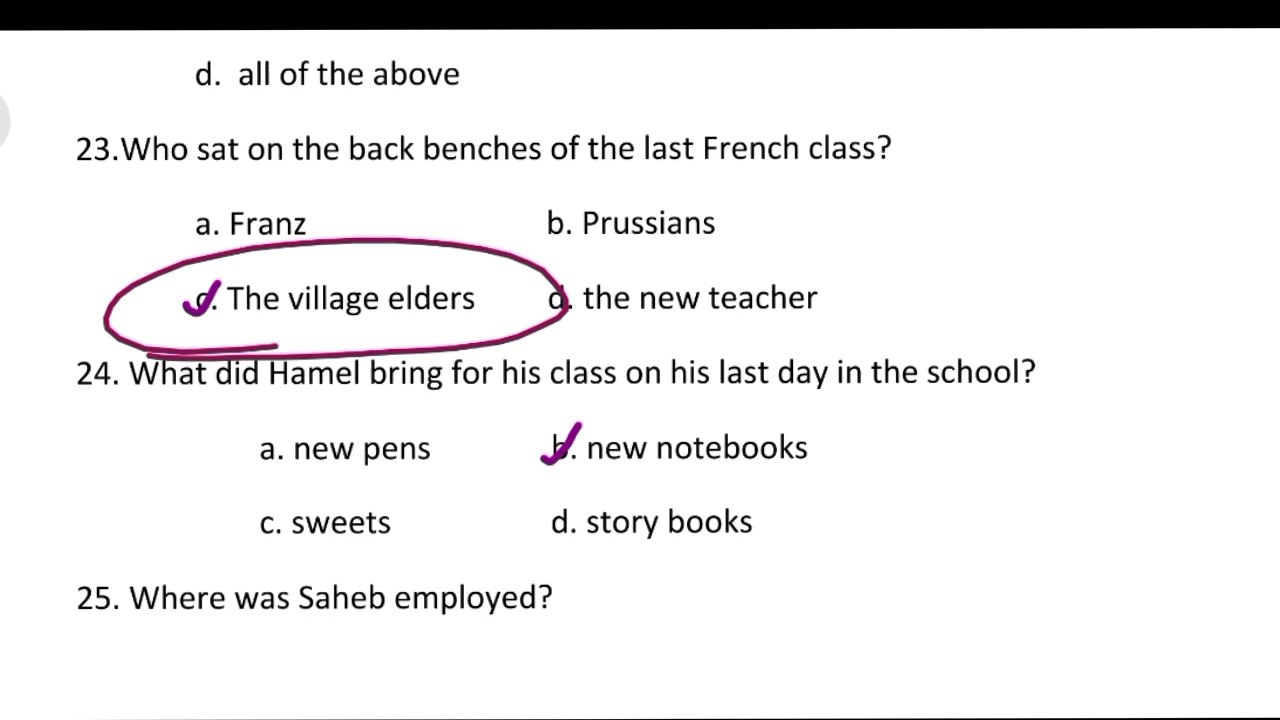 d. all of the above
23.Who sat on the back benches of the last French class?
a. Franz b. Prussians
c. The village elders d. the new teacher
24. What did Hamel bring for his class on his last day in the school?
a. new pens b. new notebooks
c. sweets d. story books
25. Where was Saheb employed?